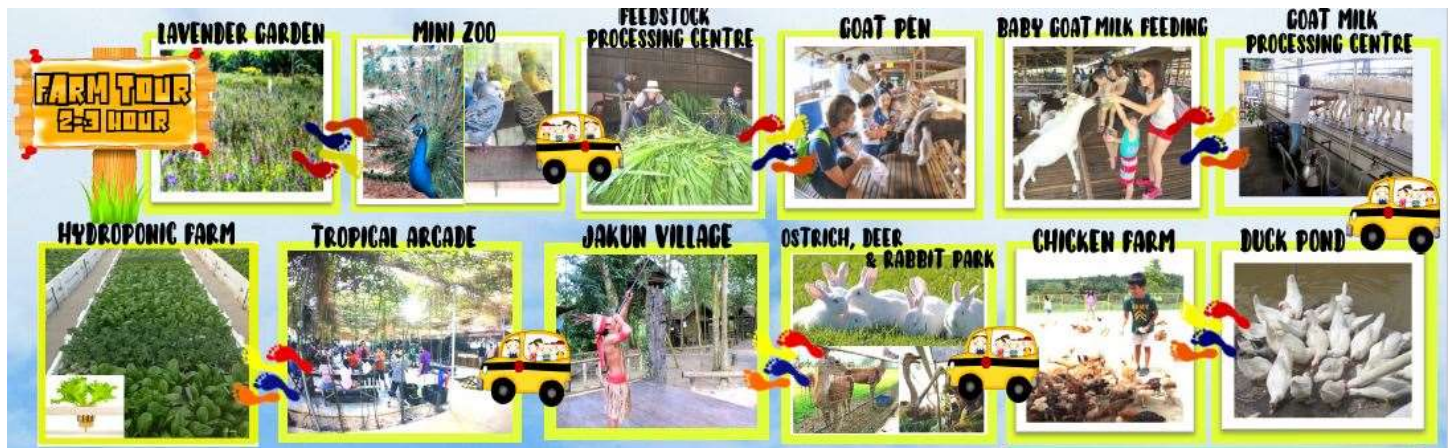 FARM TOUR
2-3 HOUR
LAVENDER GARDEN
MINI ZOO
FEEDSTOCK
PROCESSING CENTRE
GOAT PEN
BABY GOAT MILK FEEDING
GOAT MILK
PROCESSING CENTRE
HYDROPONIC FARM
TROPICAL ARCADE
JAKUN VILLAGE
OSTRICH, DEER
& RABBIT PARK
CHICKEN FARM
DUCK POND